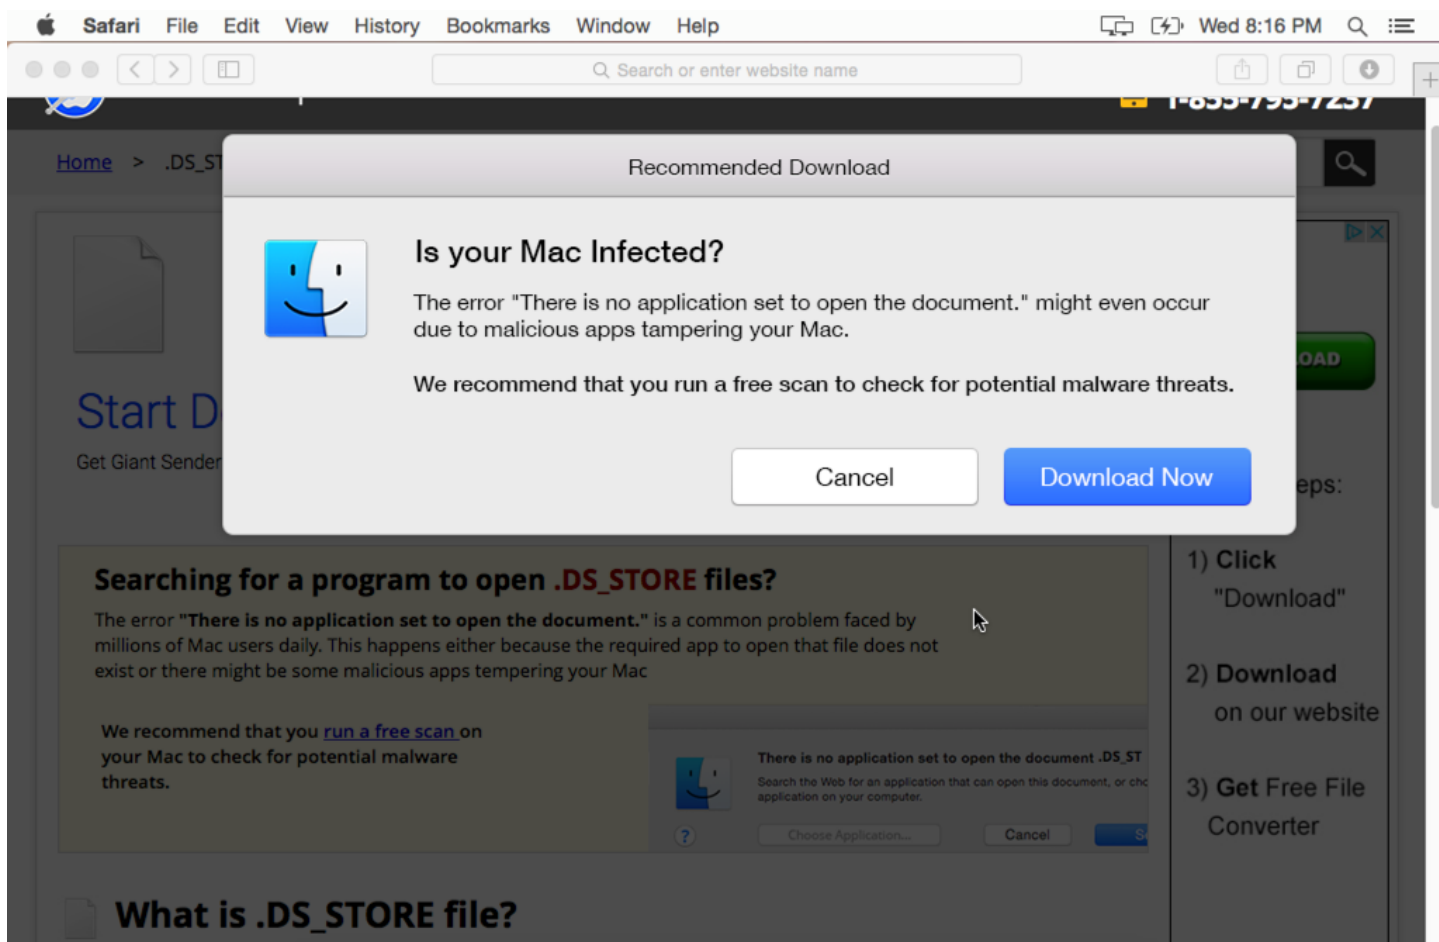 Safari File Edit View History Bookmarks Window Help Wed 8:16 PM
Search or enter website name
1-855-795-7237
Home > .DS_ST
Recommended Download
Is your Mac Infected?
The error "There is no application set to open the document." might even occur
due to malicious apps tampering your Mac.
We recommend that you run a free scan to check for potential malware threats.
Cancel Download Now
OAD
Start D
Get Giant Sender
eps:
1) Click
"Download"
2) Download
on our website
3) Get Free File
Converter
Searching for a program to open .DS_STORE files?
The error "There is no application set to open the document." is a common problem faced by
millions of Mac users daily. This happens either because the required app to open that file does not
exist or there might be some malicious apps tempering your Mac
We recommend that you run a free scan on
your Mac to check for potential malware
threats.
There is no application set to open the document .DS_ST
Search the Web for an application that can open this document, or cho
application on your computer.
? Choose Application... Cancel S
What is .DS_STORE file?